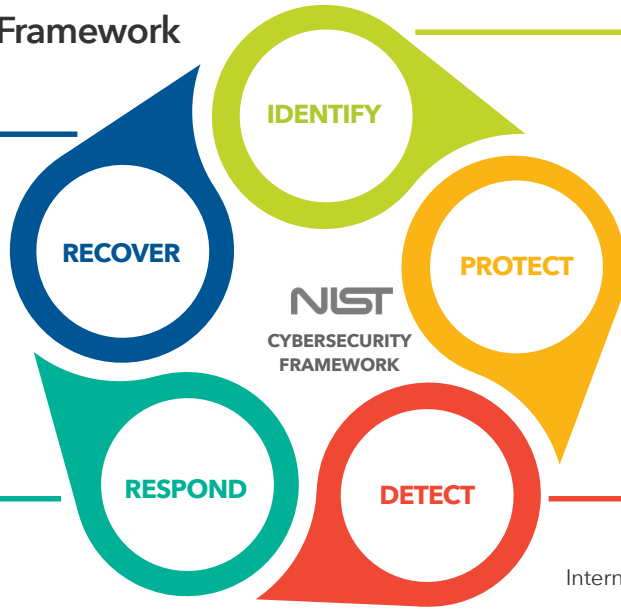 Framework
IDENTIFY
RECOVER
PROTECT
NIST
CYBERSECURITY
FRAMEWORK
RESPOND
DETECT
Intern